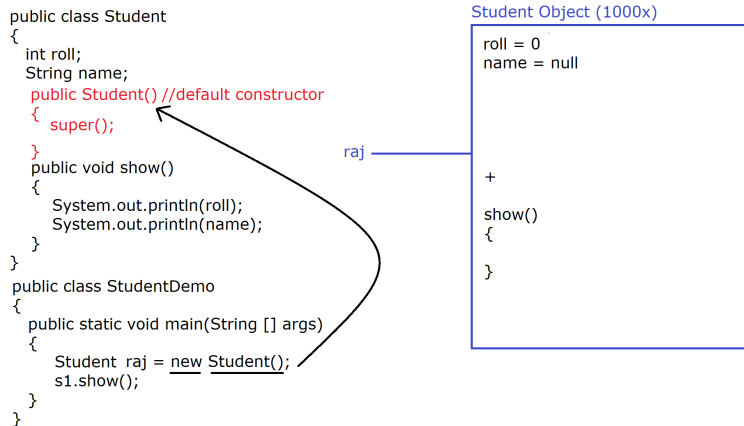 public class Student
{
int roll;
String name;
public Student() //default constructor
{
super();
}
public void show()
{
System.out.println(roll);
System.out.println(name);
}
}
public class StudentDemo
{
public static void main(String [] args)
{
Student raj = new Student();
s1.show();
}
}
Student Object (1000x)
roll = 0
name = null
raj
+
show()
{
}